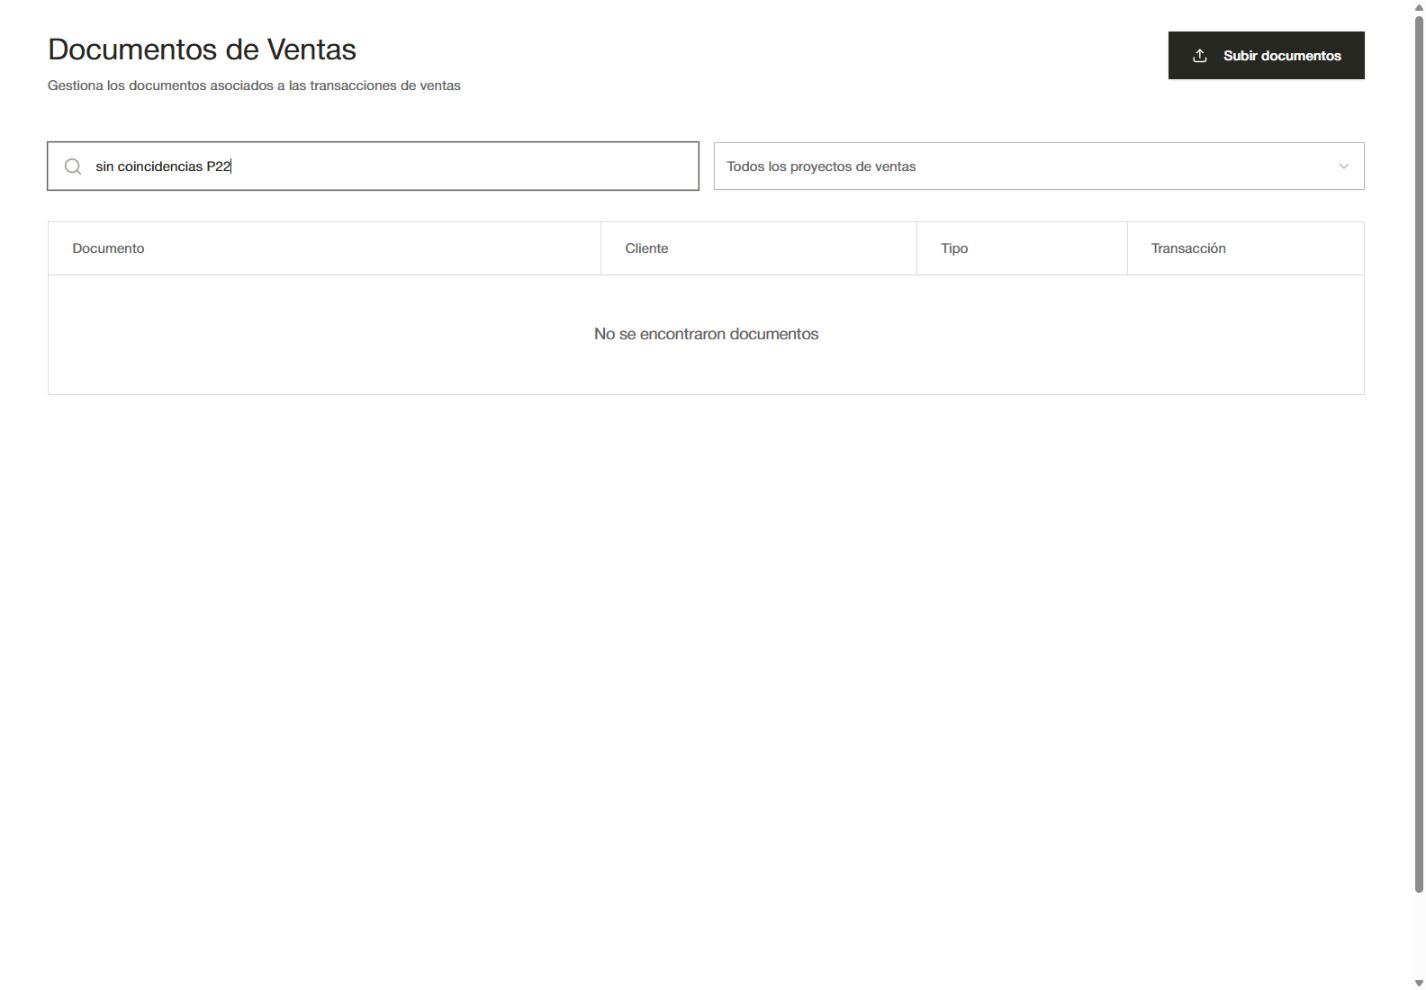 Documentos de Ventas
Gestiona los documentos asociados a las transacciones de ventas
Subir documentos
sin coincidencias P22
Todos los proyectos de ventas
Documento
Cliente
Tipo
Transacción
No se encontraron documentos